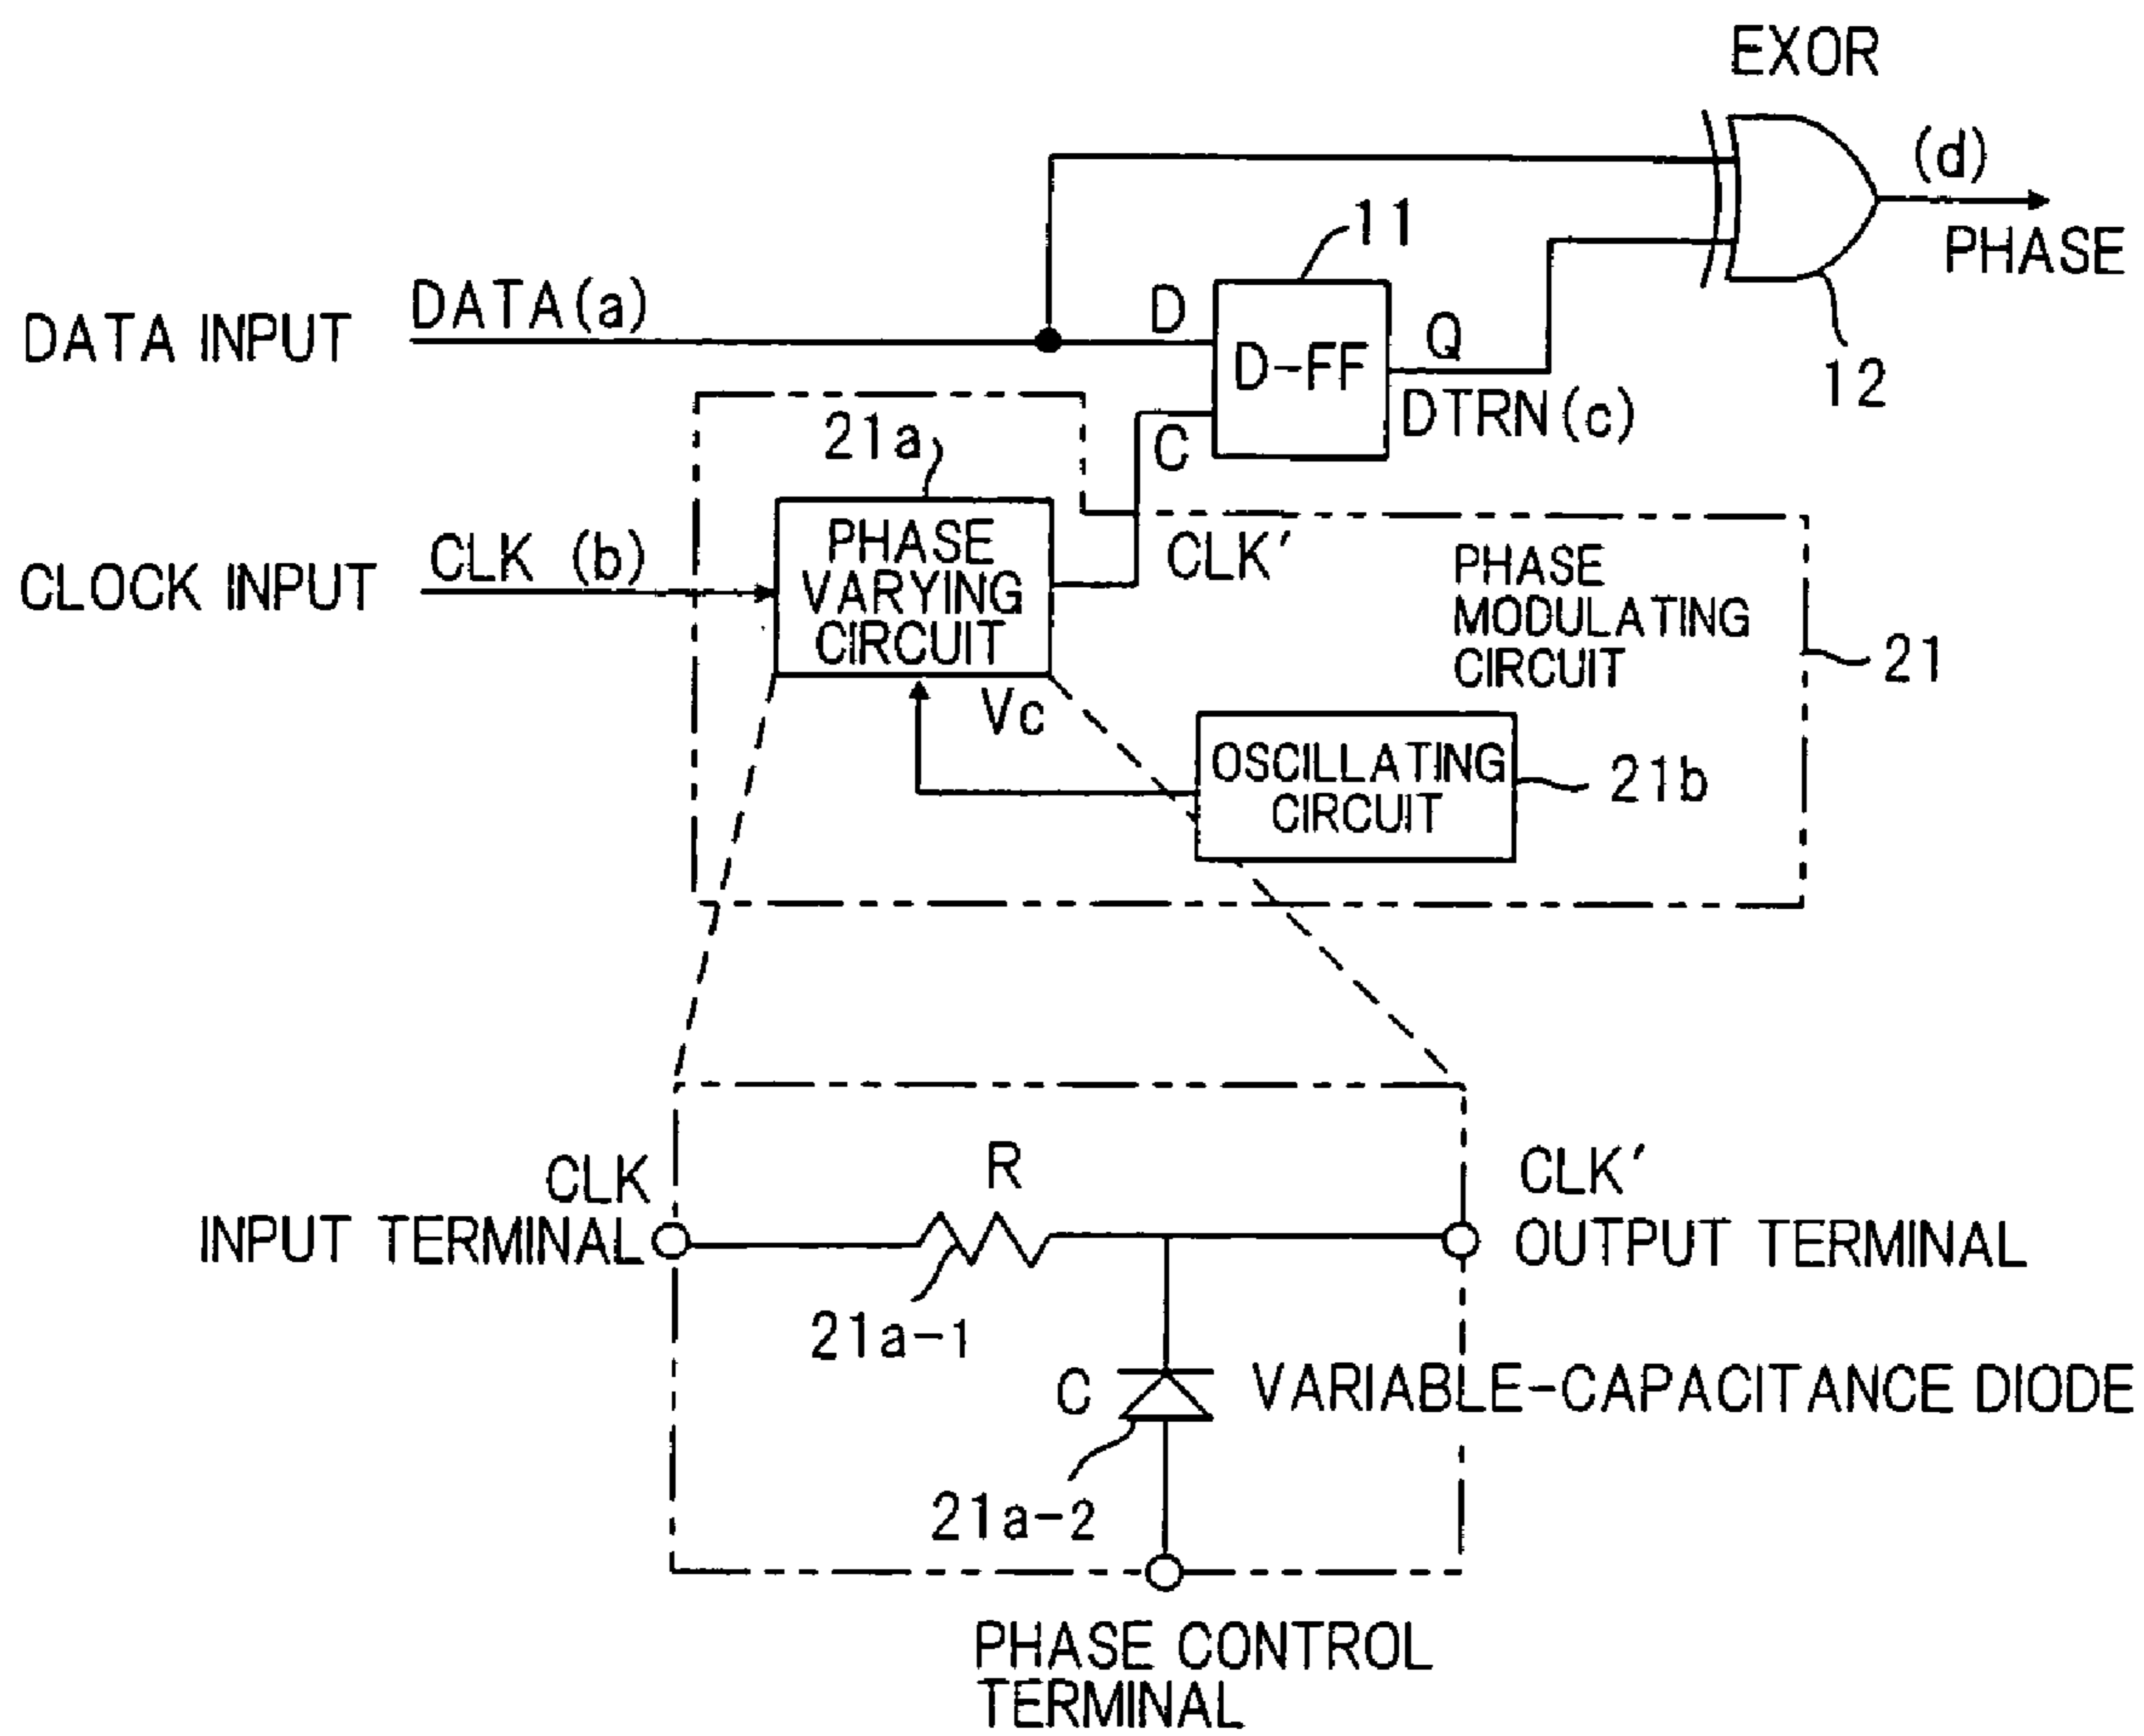 EXOR
(d)
PHASE
11
12
DATA INPUT
DATA(a)
D
D-FF
Q
DTRN(c)
C
21a
CLOCK INPUT
CLK (b)
PHASE
VARYING
CIRCUIT
CLK'
PHASE
MODULATING
CIRCUIT
21
Vc
OSCILLATING
CIRCUIT
21b
CLK
INPUT TERMINAL
R
CLK'
OUTPUT TERMINAL
21a-1
C
VARIABLE-CAPACITANCE DIODE
21a-2
PHASE CONTROL
TERMINAL